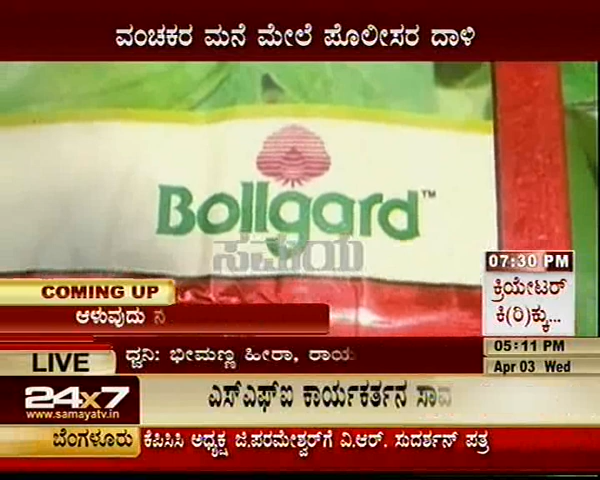 ವಂಚಕರ ಮನೆ ಮೇಲೆ ಪೊಲೀಸರ ದಾಳಿ
Bollgard™
ಸಮಯ
07:30 PM
ಕ್ರಿಯೇಟರ್
ಕಿ(ರಿ)ಕ್ಕು...
COMING UP
ಆಳುವುದು ನ
LIVE
ಧ್ವನಿ: ಭೀಮಣ್ಣ ಹೀರಾ, ರಾಯ
05:11 PM
Apr 03 Wed
24x7
www.samayatv.in
ಎಸ್ಎಫ್ಐ ಕಾರ್ಯಕರ್ತನ ಸಾವ
ಬೆಂಗಳೂರು ಕೆಪಿಸಿಸಿ ಅಧ್ಯಕ್ಷ ಜಿ.ಪರಮೇಶ್ವರ್‌ಗೆ ವಿ.ಆರ್. ಸುದರ್ಶನ್ ಪತ್ರ